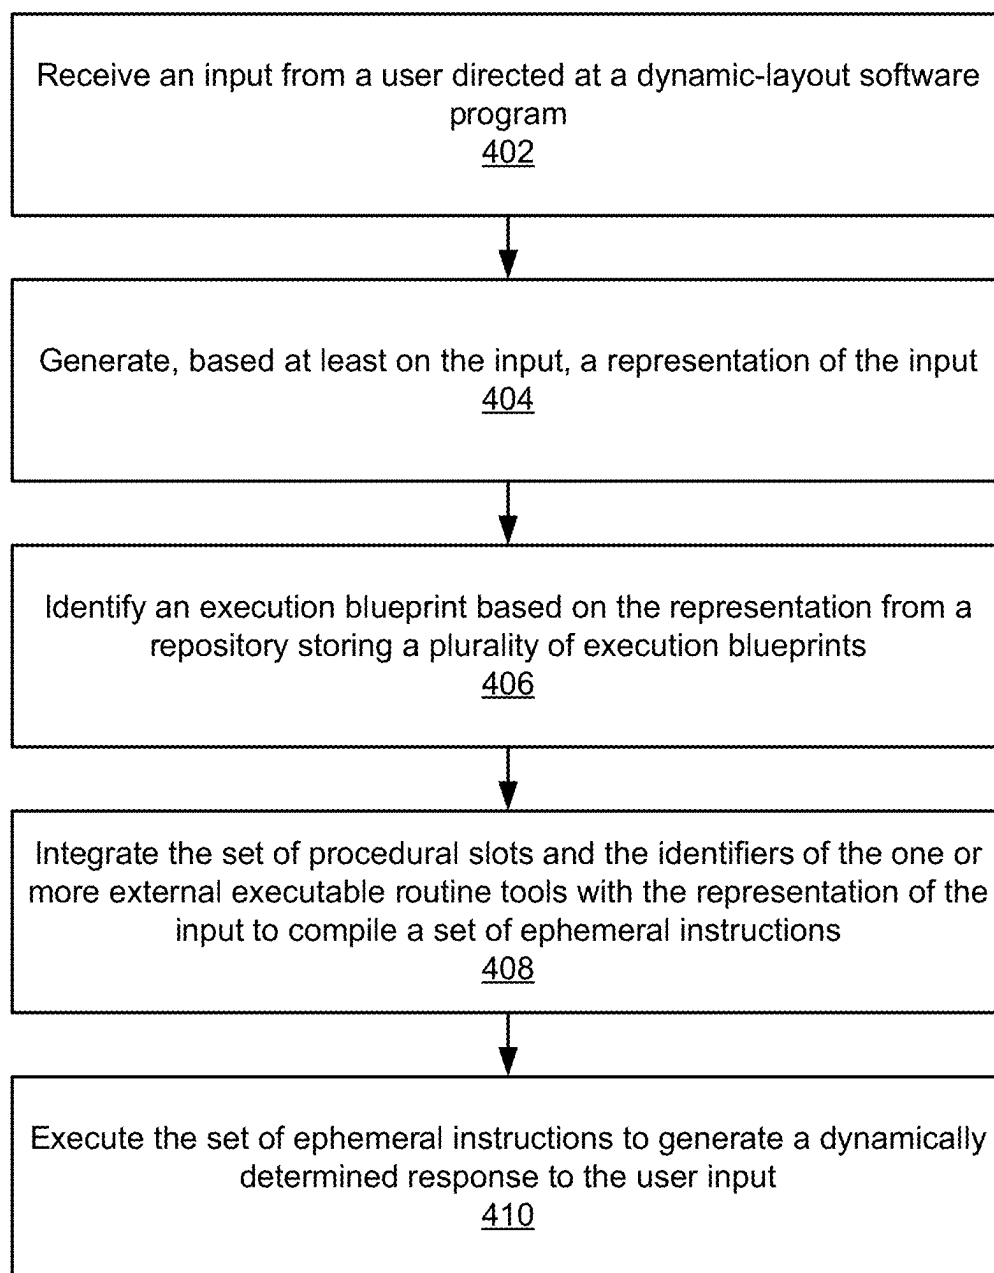 Receive an input from a user directed at a dynamic-layout software
program
402
Generate, based at least on the input, a representation of the input
404
Identify an execution blueprint based on the representation from a
repository storing a plurality of execution blueprints
406
Integrate the set of procedural slots and the identifiers of the one or
more external executable routine tools with the representation of the
input to compile a set of ephemeral instructions
408
Execute the set of ephemeral instructions to generate a dynamically
determined response to the user input
410